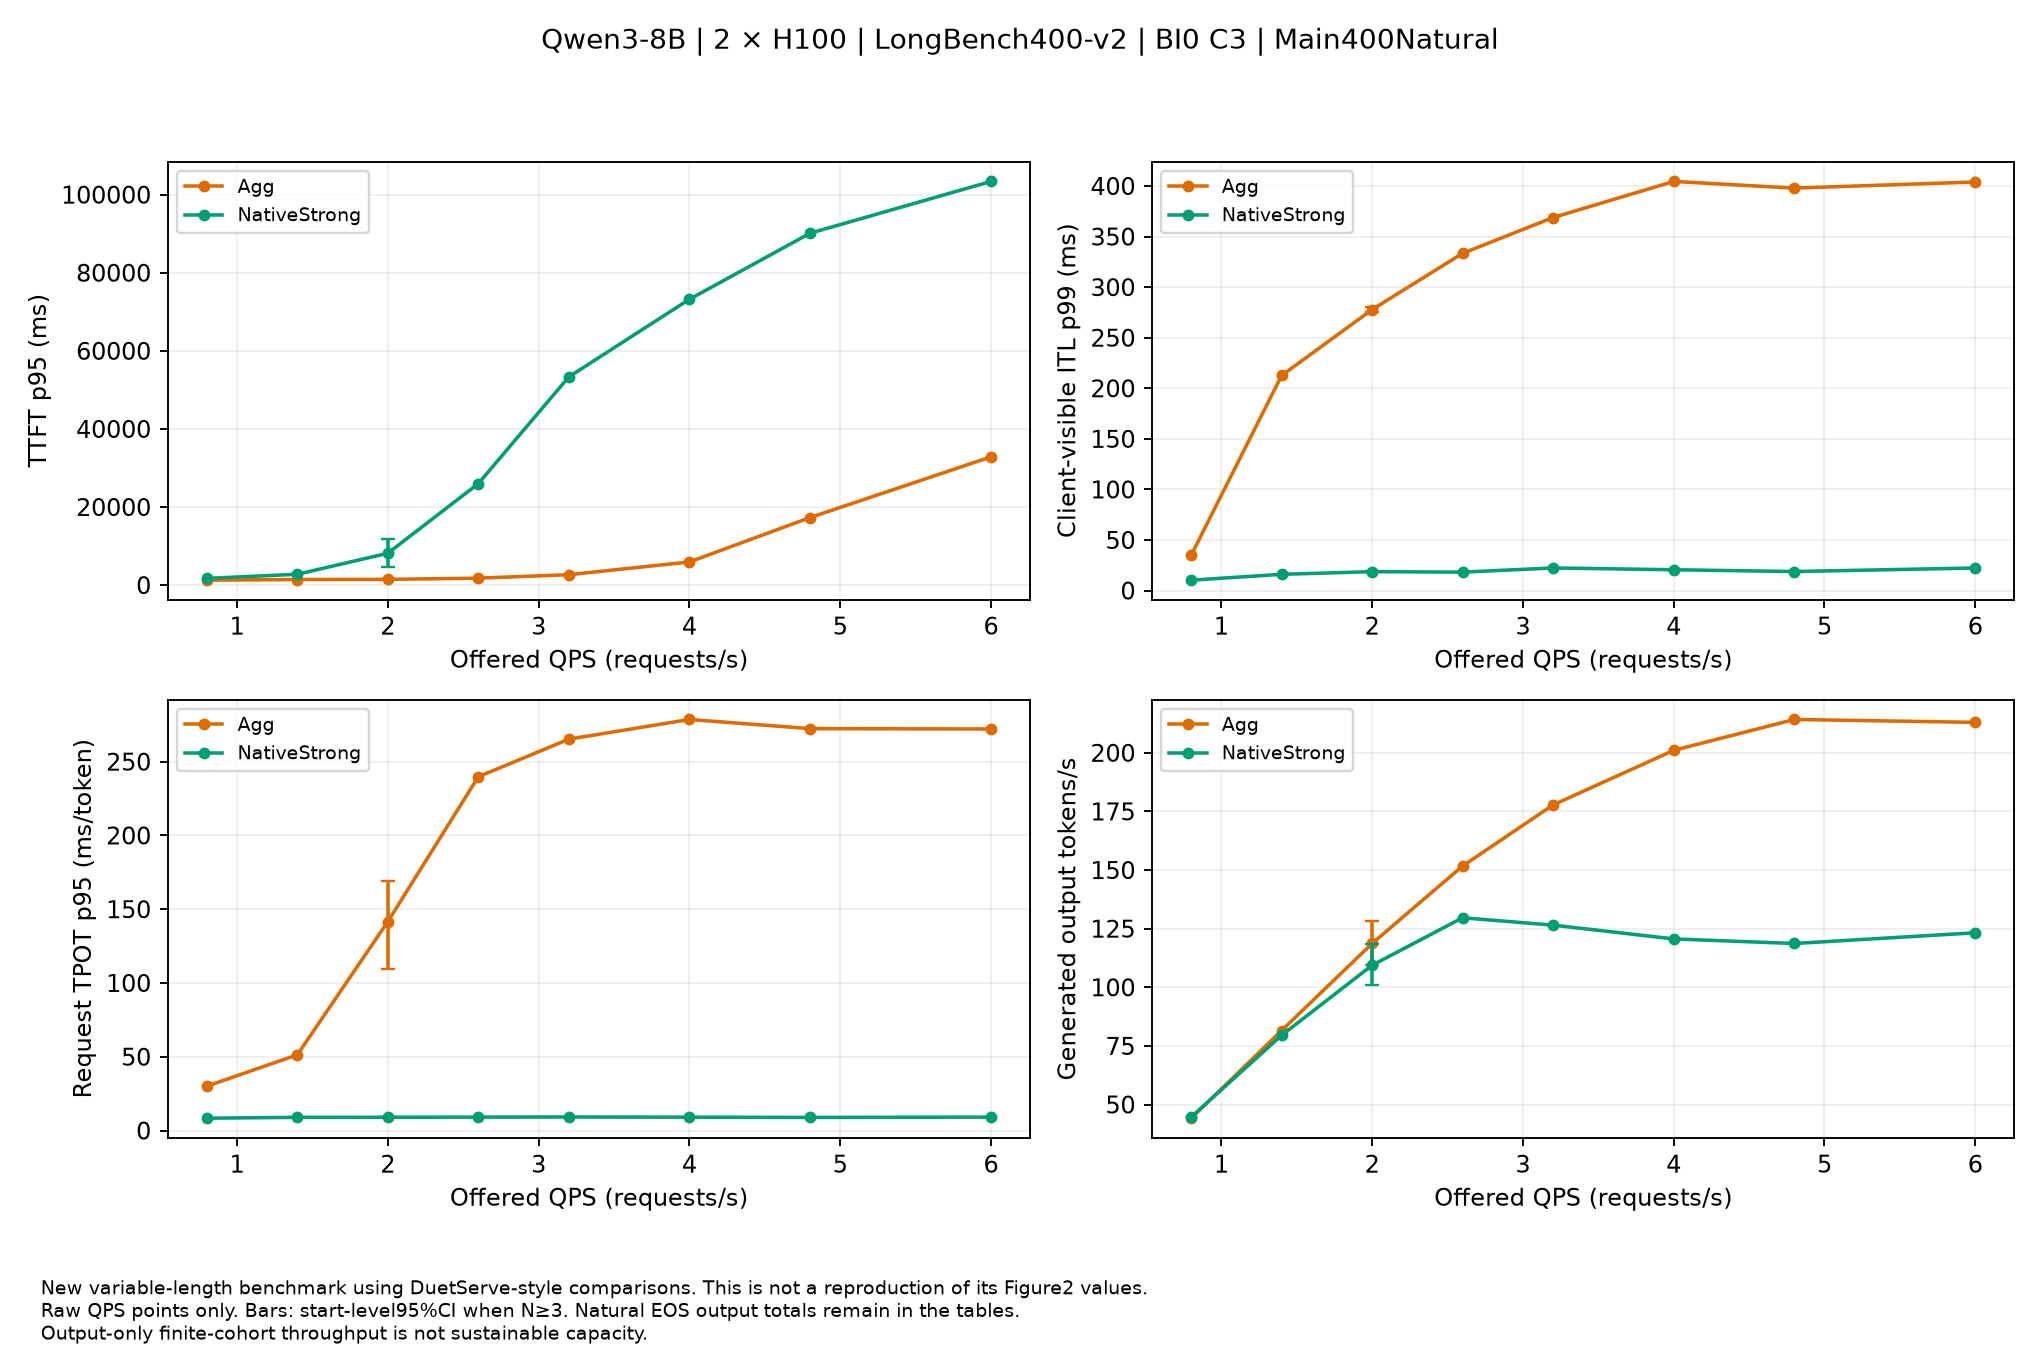 Qwen3-8B | 2 × H100 | LongBench400-v2 | BI0 C3 | Main400Natural
Agg
NativeStrong
TTFT p95 (ms)
100000
80000
60000
40000
20000
0
1 2 3 4 5 6
Offered QPS (requests/s)
Agg
NativeStrong
Client-visible ITL p99 (ms)
400
350
300
250
200
150
100
50
0
1 2 3 4 5 6
Offered QPS (requests/s)
Agg
NativeStrong
Request TPOT p95 (ms/token)
250
200
150
100
50
0
1 2 3 4 5 6
Offered QPS (requests/s)
Agg
NativeStrong
Generated output tokens/s
200
175
150
125
100
75
50
1 2 3 4 5 6
Offered QPS (requests/s)
New variable-length benchmark using DuetServe-style comparisons. This is not a reproduction of its Figure2 values.
Raw QPS points only. Bars: start-level95%CI when N≥3. Natural EOS output totals remain in the tables.
Output-only finite-cohort throughput is not sustainable capacity.